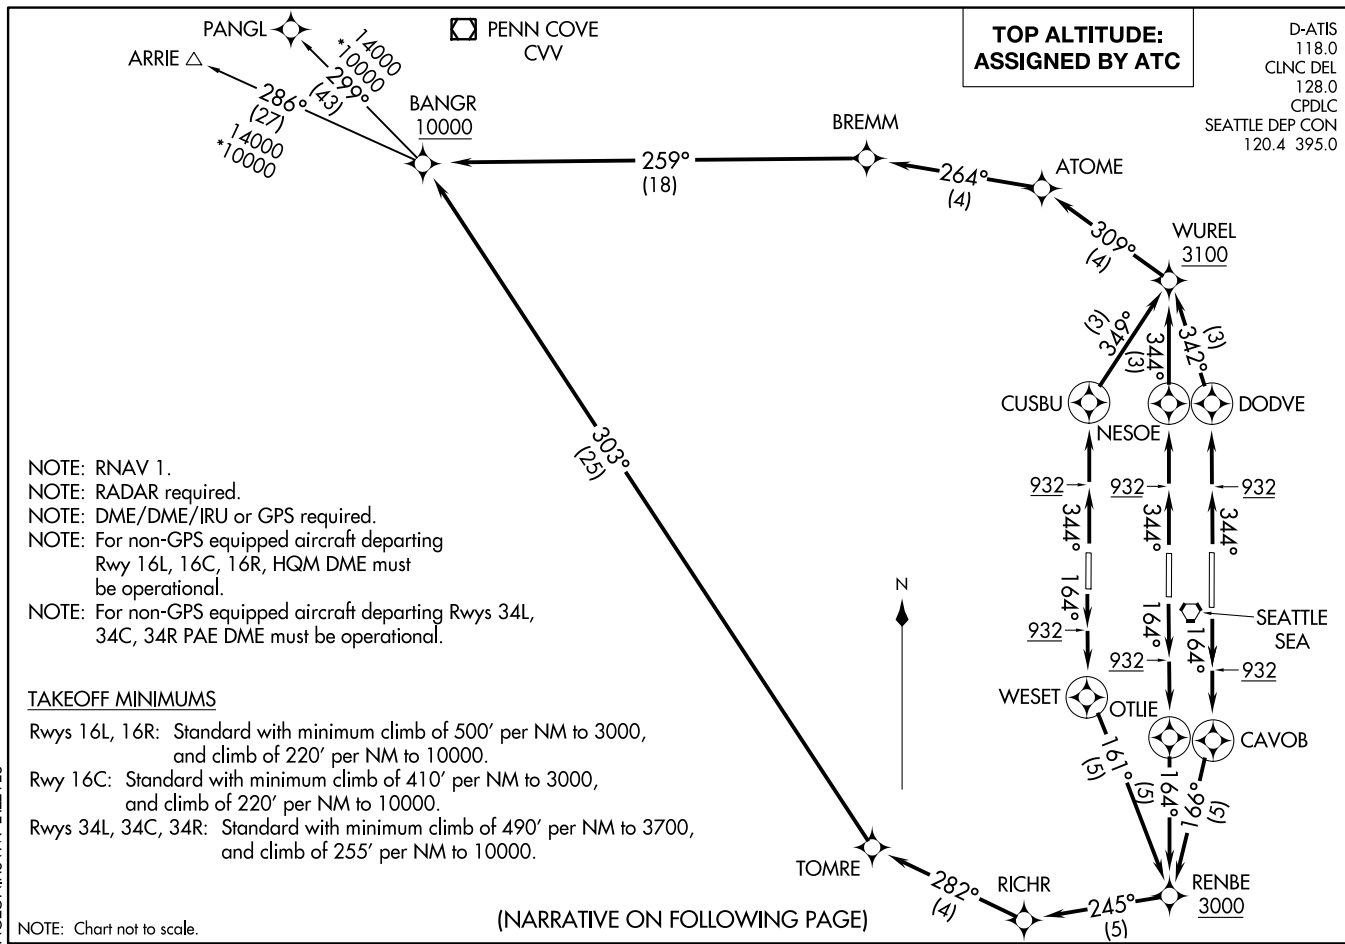 PANGL
ARRIE
PENN COVE
CVV
TOP ALTITUDE:
ASSIGNED BY ATC
D-ATIS
118.0
CLNC DEL
128.0
CPDLC
SEATTLE DEP CON
120.4 395.0
14000
*10000
299°
(43)
286°
(27)
14000
*10000
BANGR
10000
BREMM
259°
(18)
264°
(4)
ATOME
309°
(4)
WUREL
3100
(3)
349°
344°
(3)
342°
(3)
CUSBU
NESOE
DODVE
932
932
932
344°
344°
344°
303°
(25)
N
164°
164°
164°
SEATTLE
SEA
932
932
932
WESET
OTLIE
CAVOB
161°
(5)
164°
(5)
166°
(5)
NOTE: RNAV 1.
NOTE: RADAR required.
NOTE: DME/DME/IRU or GPS required.
NOTE: For non-GPS equipped aircraft departing
Rwy 16L, 16C, 16R, HQM DME must
be operational.
NOTE: For non-GPS equipped aircraft departing Rwys 34L,
34C, 34R PAE DME must be operational.
TAKEOFF MINIMUMS
Rwys 16L, 16R: Standard with minimum climb of 500' per NM to 3000,
and climb of 220' per NM to 10000.
Rwy 16C: Standard with minimum climb of 410' per NM to 3000,
and climb of 220' per NM to 10000.
Rwys 34L, 34C, 34R: Standard with minimum climb of 490' per NM to 3700,
and climb of 255' per NM to 10000.
TOMRE
282°
(4)
RICHR
245°
(5)
RENBE
3000
NOTE: Chart not to scale.
(NARRATIVE ON FOLLOWING PAGE)